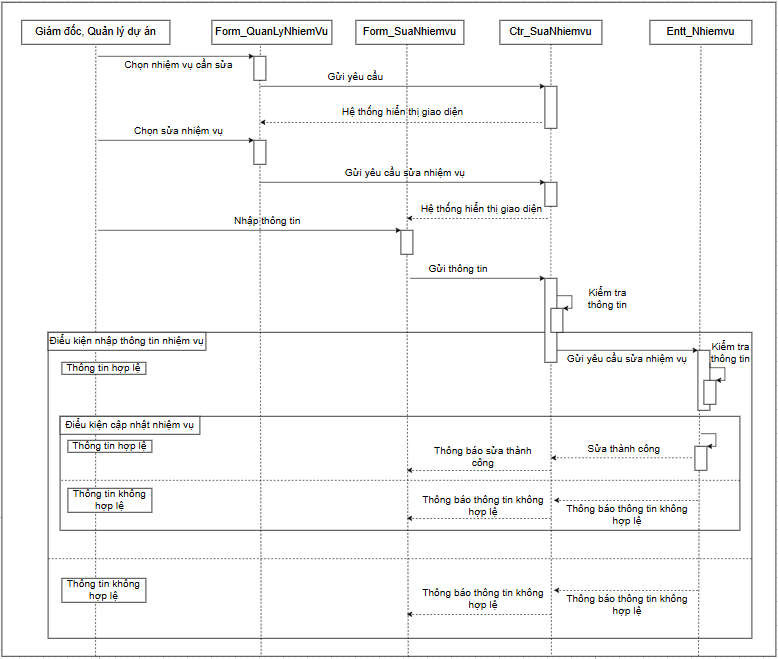 Giám đốc, Quản lý dự án
Form_QuanLyNhiemVu
Form_SuaNhiemvu
Ctr_SuaNhiemvu
Entt_Nhiemvu
Chọn nhiệm vụ cần sửa
Gửi yêu cầu
Hệ thống hiển thị giao diện
Chọn sửa nhiệm vụ
Gửi yêu cầu sửa nhiệm vụ
Hệ thống hiển thị giao diện
Nhập thông tin
Gửi thông tin
Kiểm tra
thông tin
Điều kiện nhập thông tin nhiệm vụ
Gửi yêu cầu sửa nhiệm vụ
Kiểm tra
thông tin
Thông tin hợp lệ
Điều kiện cập nhật nhiệm vụ
Thông tin hợp lệ
Thông báo sửa thành
công
Sửa thành công
Thông tin không
hợp lệ
Thông báo thông tin không
hợp lệ
Thông báo thông tin không
hợp lệ
Thông tin không
hợp lệ
Thông báo thông tin không
hợp lệ
Thông báo thông tin không
hợp lệ